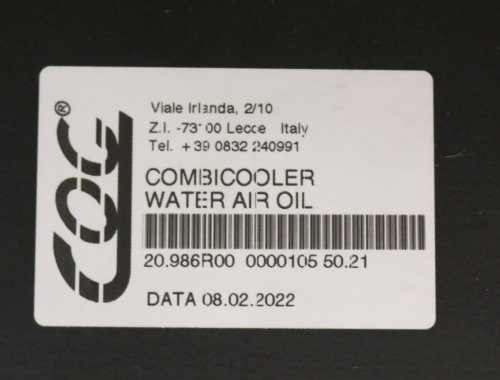 Viale Irlanda, 2/10
Z.I. -73100 Lecce Italy
Tel. +39 0832 240991
COMBICOOLER
WATER AIR OIL
20.986R00 0000105 50.21
DATA 08.02.2022